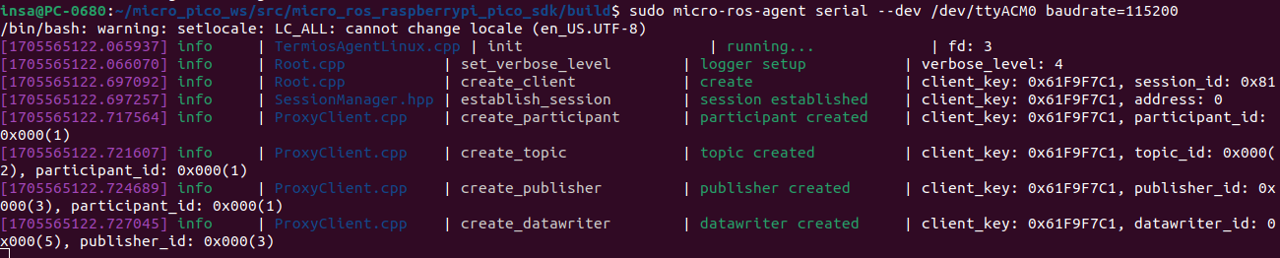 insa@PC-0680:~/micro_pico_ws/src/micro_ros_raspberrypi_pico_sdk/build$ sudo micro-ros-agent serial --dev /dev/ttyACM0 baudrate=115200
/bin/bash: warning: setlocale: LC_ALL: cannot change locale (en_US.UTF-8)
[1705565122.065937] info | TermiosAgentLinux.cpp | init | running... | fd: 3
[1705565122.066070] info | Root.cpp | set_verbose_level | logger setup | verbose_level: 4
[1705565122.697092] info | Root.cpp | create_client | create | client_key: 0x61F9F7C1, session_id: 0x81
[1705565122.697257] info | SessionManager.hpp | establish_session | session established | client_key: 0x61F9F7C1, address: 0
[1705565122.717564] info | ProxyClient.cpp | create_participant | participant created | client_key: 0x61F9F7C1, participant_id:
0x000(1)
[1705565122.721607] info | ProxyClient.cpp | create_topic | topic created | client_key: 0x61F9F7C1, topic_id: 0x000(
2), participant_id: 0x000(1)
[1705565122.724689] info | ProxyClient.cpp | create_publisher | publisher created | client_key: 0x61F9F7C1, publisher_id: 0x
000(3), participant_id: 0x000(1)
[1705565122.727045] info | ProxyClient.cpp | create_datawriter | datawriter created | client_key: 0x61F9F7C1, datawriter_id: 0
x000(5), publisher_id: 0x000(3)